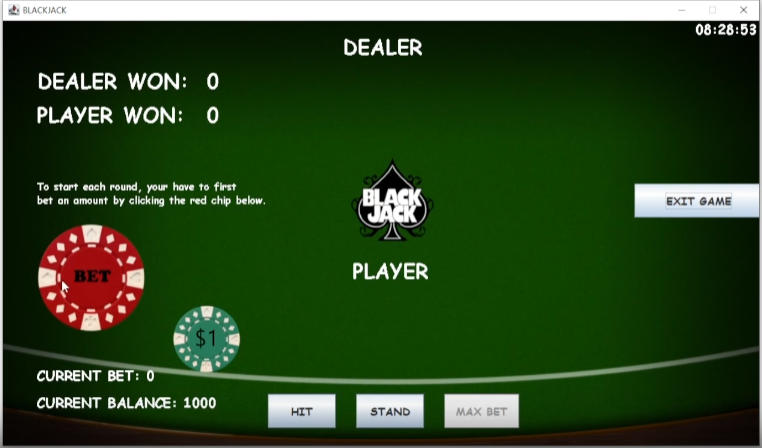 BLACKJACK
08:28:53
DEALER
DEALER WON: 0
PLAYER WON: 0
To start each round, your have to first
bet an amount by clicking the red chip below.
BLACK
JACK
EXIT GAME
PLAYER
BET
$1
CURRENT BET: 0
CURRENT BALANCE: 1000
HIT
STAND
MAX BET